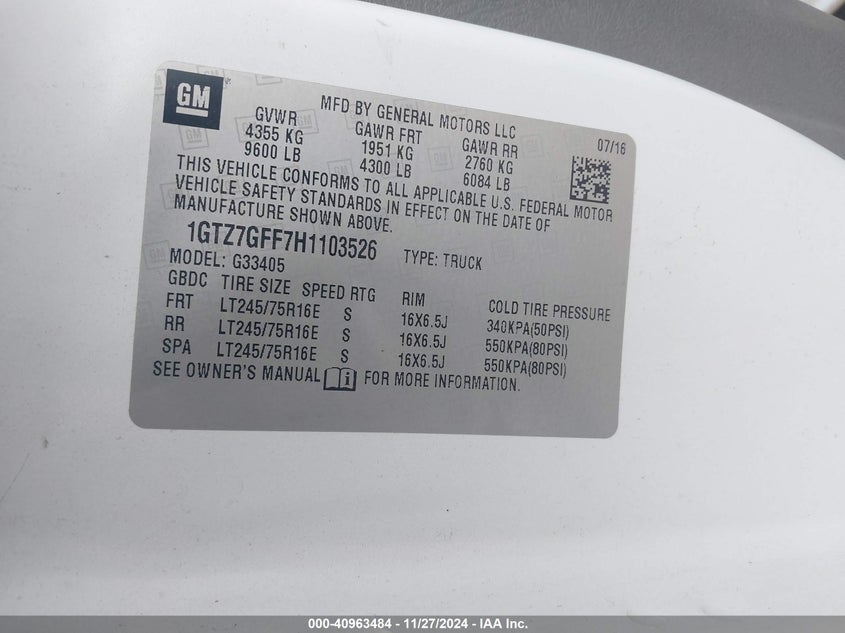 GM
MFD BY GENERAL MOTORS LLC
07/16
GVWR GAWR FRT GAWR RR
4355 KG 1951 KG 2760 KG
9600 LB 4300 LB 6084 LB
THIS VEHICLE CONFORMS TO ALL APPLICABLE U.S. FEDERAL MOTOR
VEHICLE SAFETY STANDARDS IN EFFECT ON THE DATE OF
MANUFACTURE SHOWN ABOVE.
1GTZ7GFF7H1103526 TYPE: TRUCK
MODEL: G33405
GBDC TIRE SIZE SPEED RTG RIM COLD TIRE PRESSURE
FRT LT245/75R16E S 16X6.5J 340KPA(50PSI)
RR LT245/75R16E S 16X6.5J 550KPA(80PSI)
SPA LT245/75R16E S 16X6.5J 550KPA(80PSI)
SEE OWNER'S MANUAL FOR MORE INFORMATION.
000-40963484 - 11/27/2024 - IAA Inc.